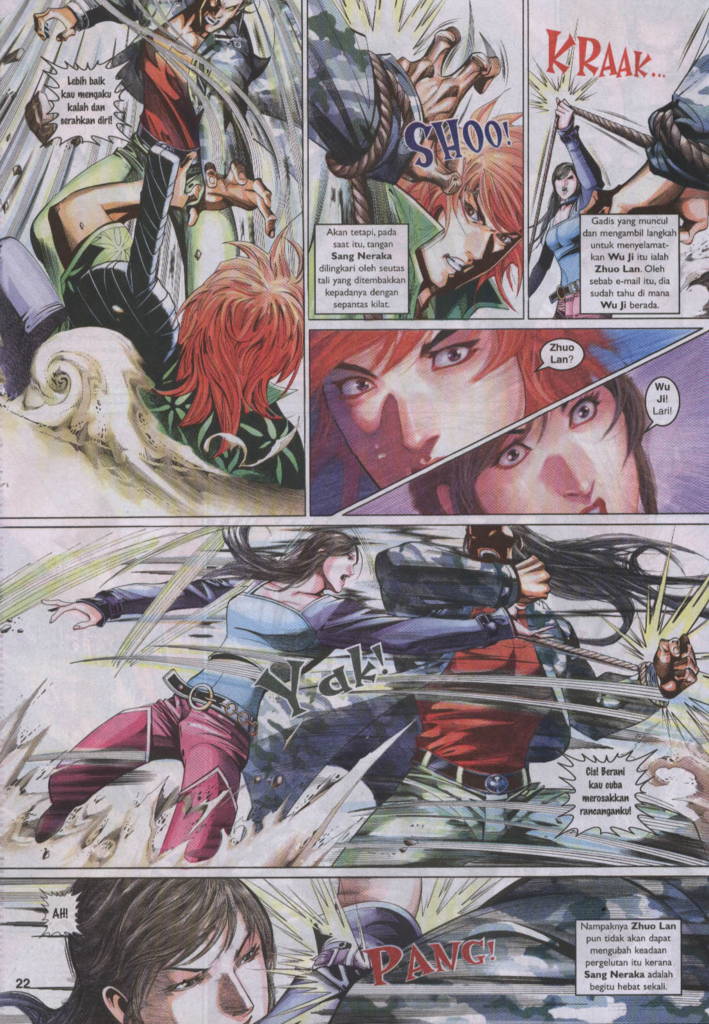 Lebih baik
kau mengaku
kalah dan
serahkan diri!
SHOO!
Akan tetapi, pada
saat itu, tangan
Sang Neraka
dilingkari oleh seutas
tali yang ditembakkan
kepadanya dengan
sepantas kilat.
KRAAK...
Gadis yang muncul
dan mengambil langkah
untuk menyelamat-
kan Wu Ji itu ialah
Zhuo Lan. Oleh
sebab e-mail itu, dia
sudah tahu di mana
Wu Ji berada.
Zhuo
Lan?
Wu
Ji!
Lari!
Yak!
Cis! Berani
kau cuba
merosakkan
rancanganku!
AH!
PANG!
Nampaknya Zhuo Lan
pun tidak akan dapat
mengubah keadaan
pergelutan itu kerana
Sang Neraka adalah
begitu hebat sekali.
22